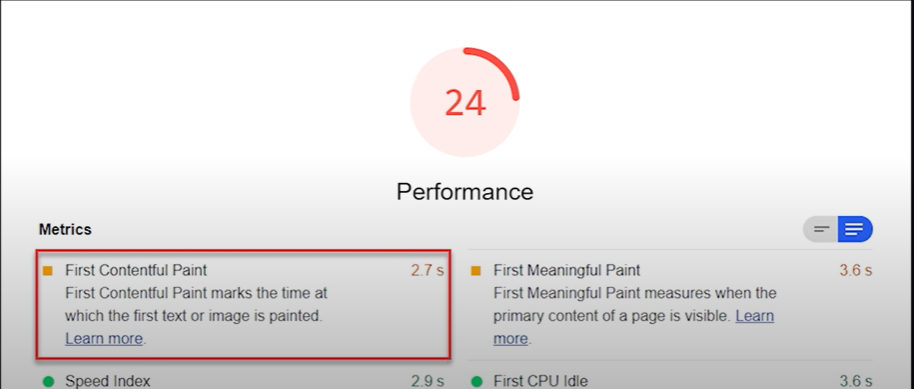 24
Performance
Metrics
First Contentful Paint 2.7 s
First Contentful Paint marks the time at
which the first text or image is painted.
Learn more.
First Meaningful Paint 3.6 s
First Meaningful Paint measures when the
primary content of a page is visible. Learn
more.
Speed Index 2.9 s
First CPU Idle 3.6 s